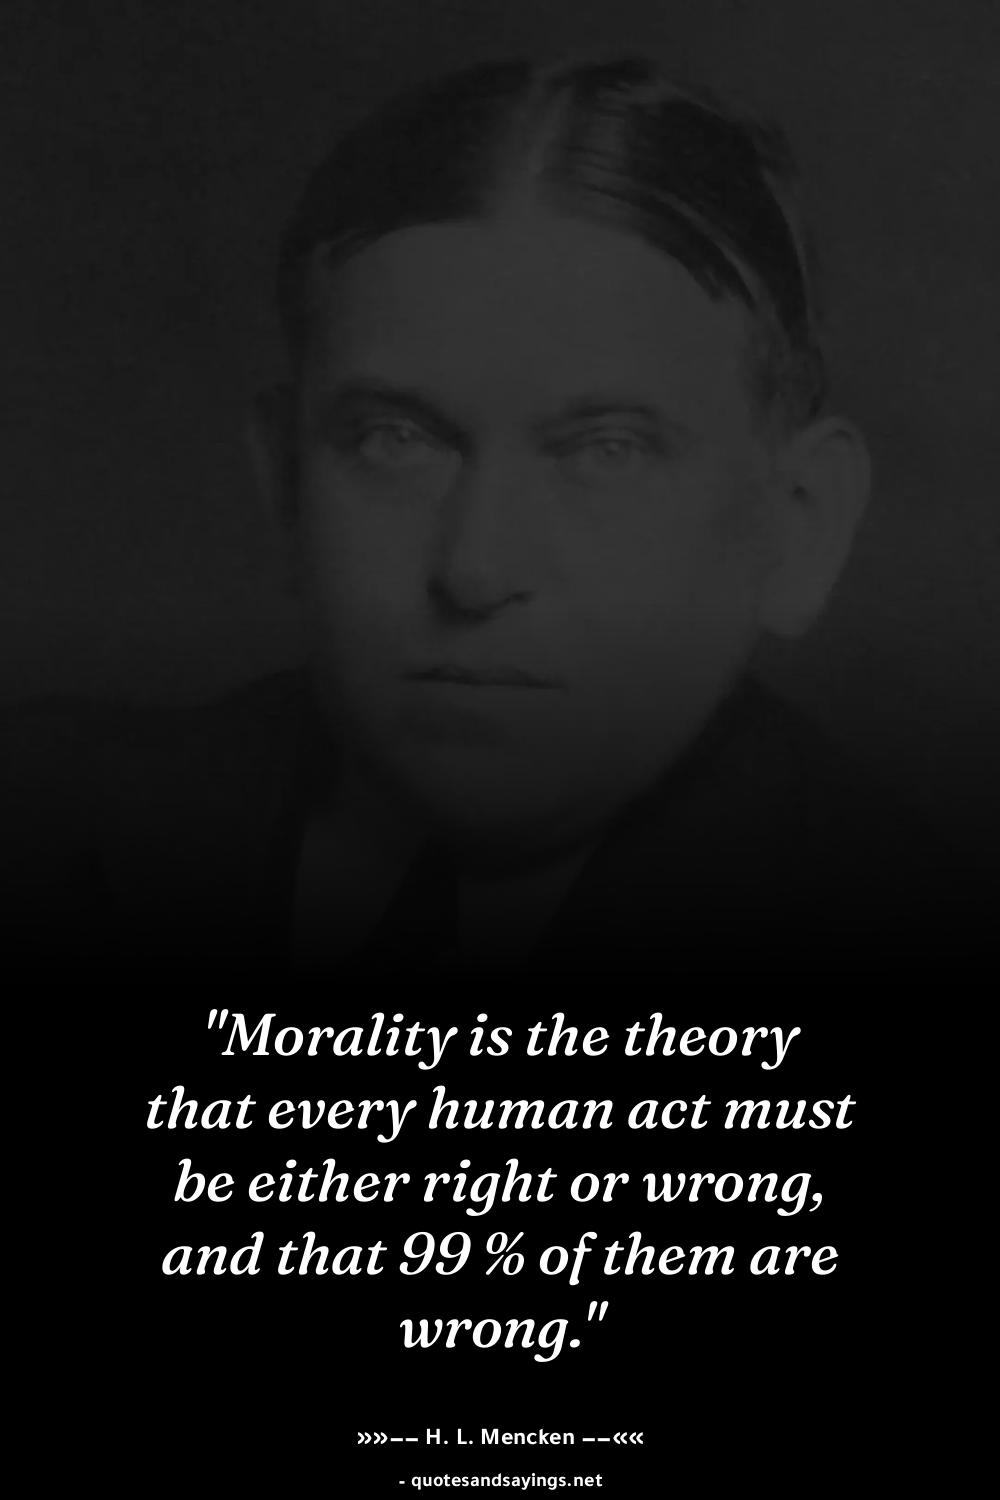 "Morality is the theory
that every human act must
be either right or wrong,
and that 99 % of them are
wrong."
»»–– H. L. Mencken ––««
- quotesandsayings.net